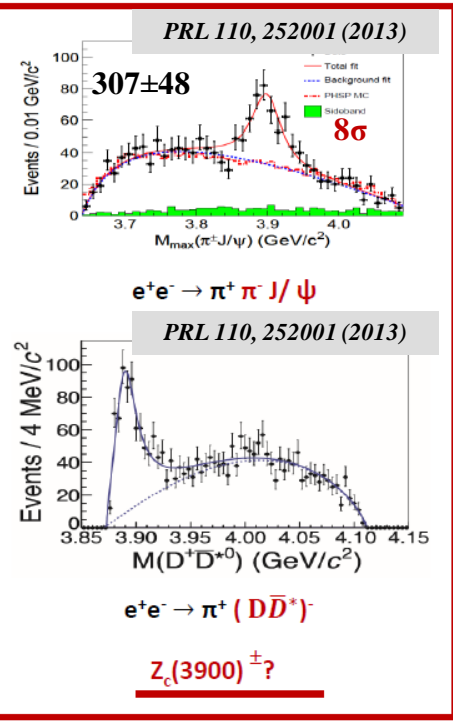 PRL 110, 252001 (2013)
Total fit
Background fit
PHSP MC
Sideband
307±48
8σ
Events / 0.01 GeV/c²
100
80
60
40
20
0
3.7 3.8 3.9 4.0
M_max(π±J/ψ) (GeV/c²)
e⁺e⁻ → π⁺ π⁻ J/ ψ
PRL 110, 252001 (2013)
Events / 4 MeV/c²
100
80
60
40
20
0
3.85 3.90 3.95 4.00 4.05 4.10 4.15
M(D⁺D̅*⁰) (GeV/c²)
e⁺e⁻ → π⁺ ( DD̅*)⁻
Z_c(3900) ±?